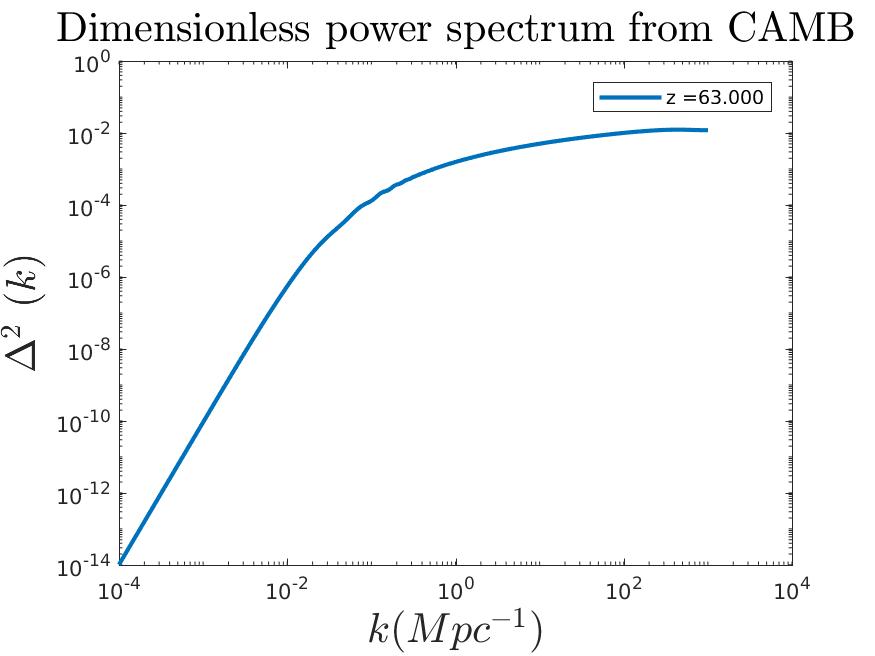 Dimensionless power spectrum from CAMB
10^0
z =63.000
10^-2
10^-4
10^-6
10^-8
10^-10
10^-12
10^-14
Δ^2 (k)
10^-4 10^-2 10^0 10^2 10^4
k(Mpc^−1)